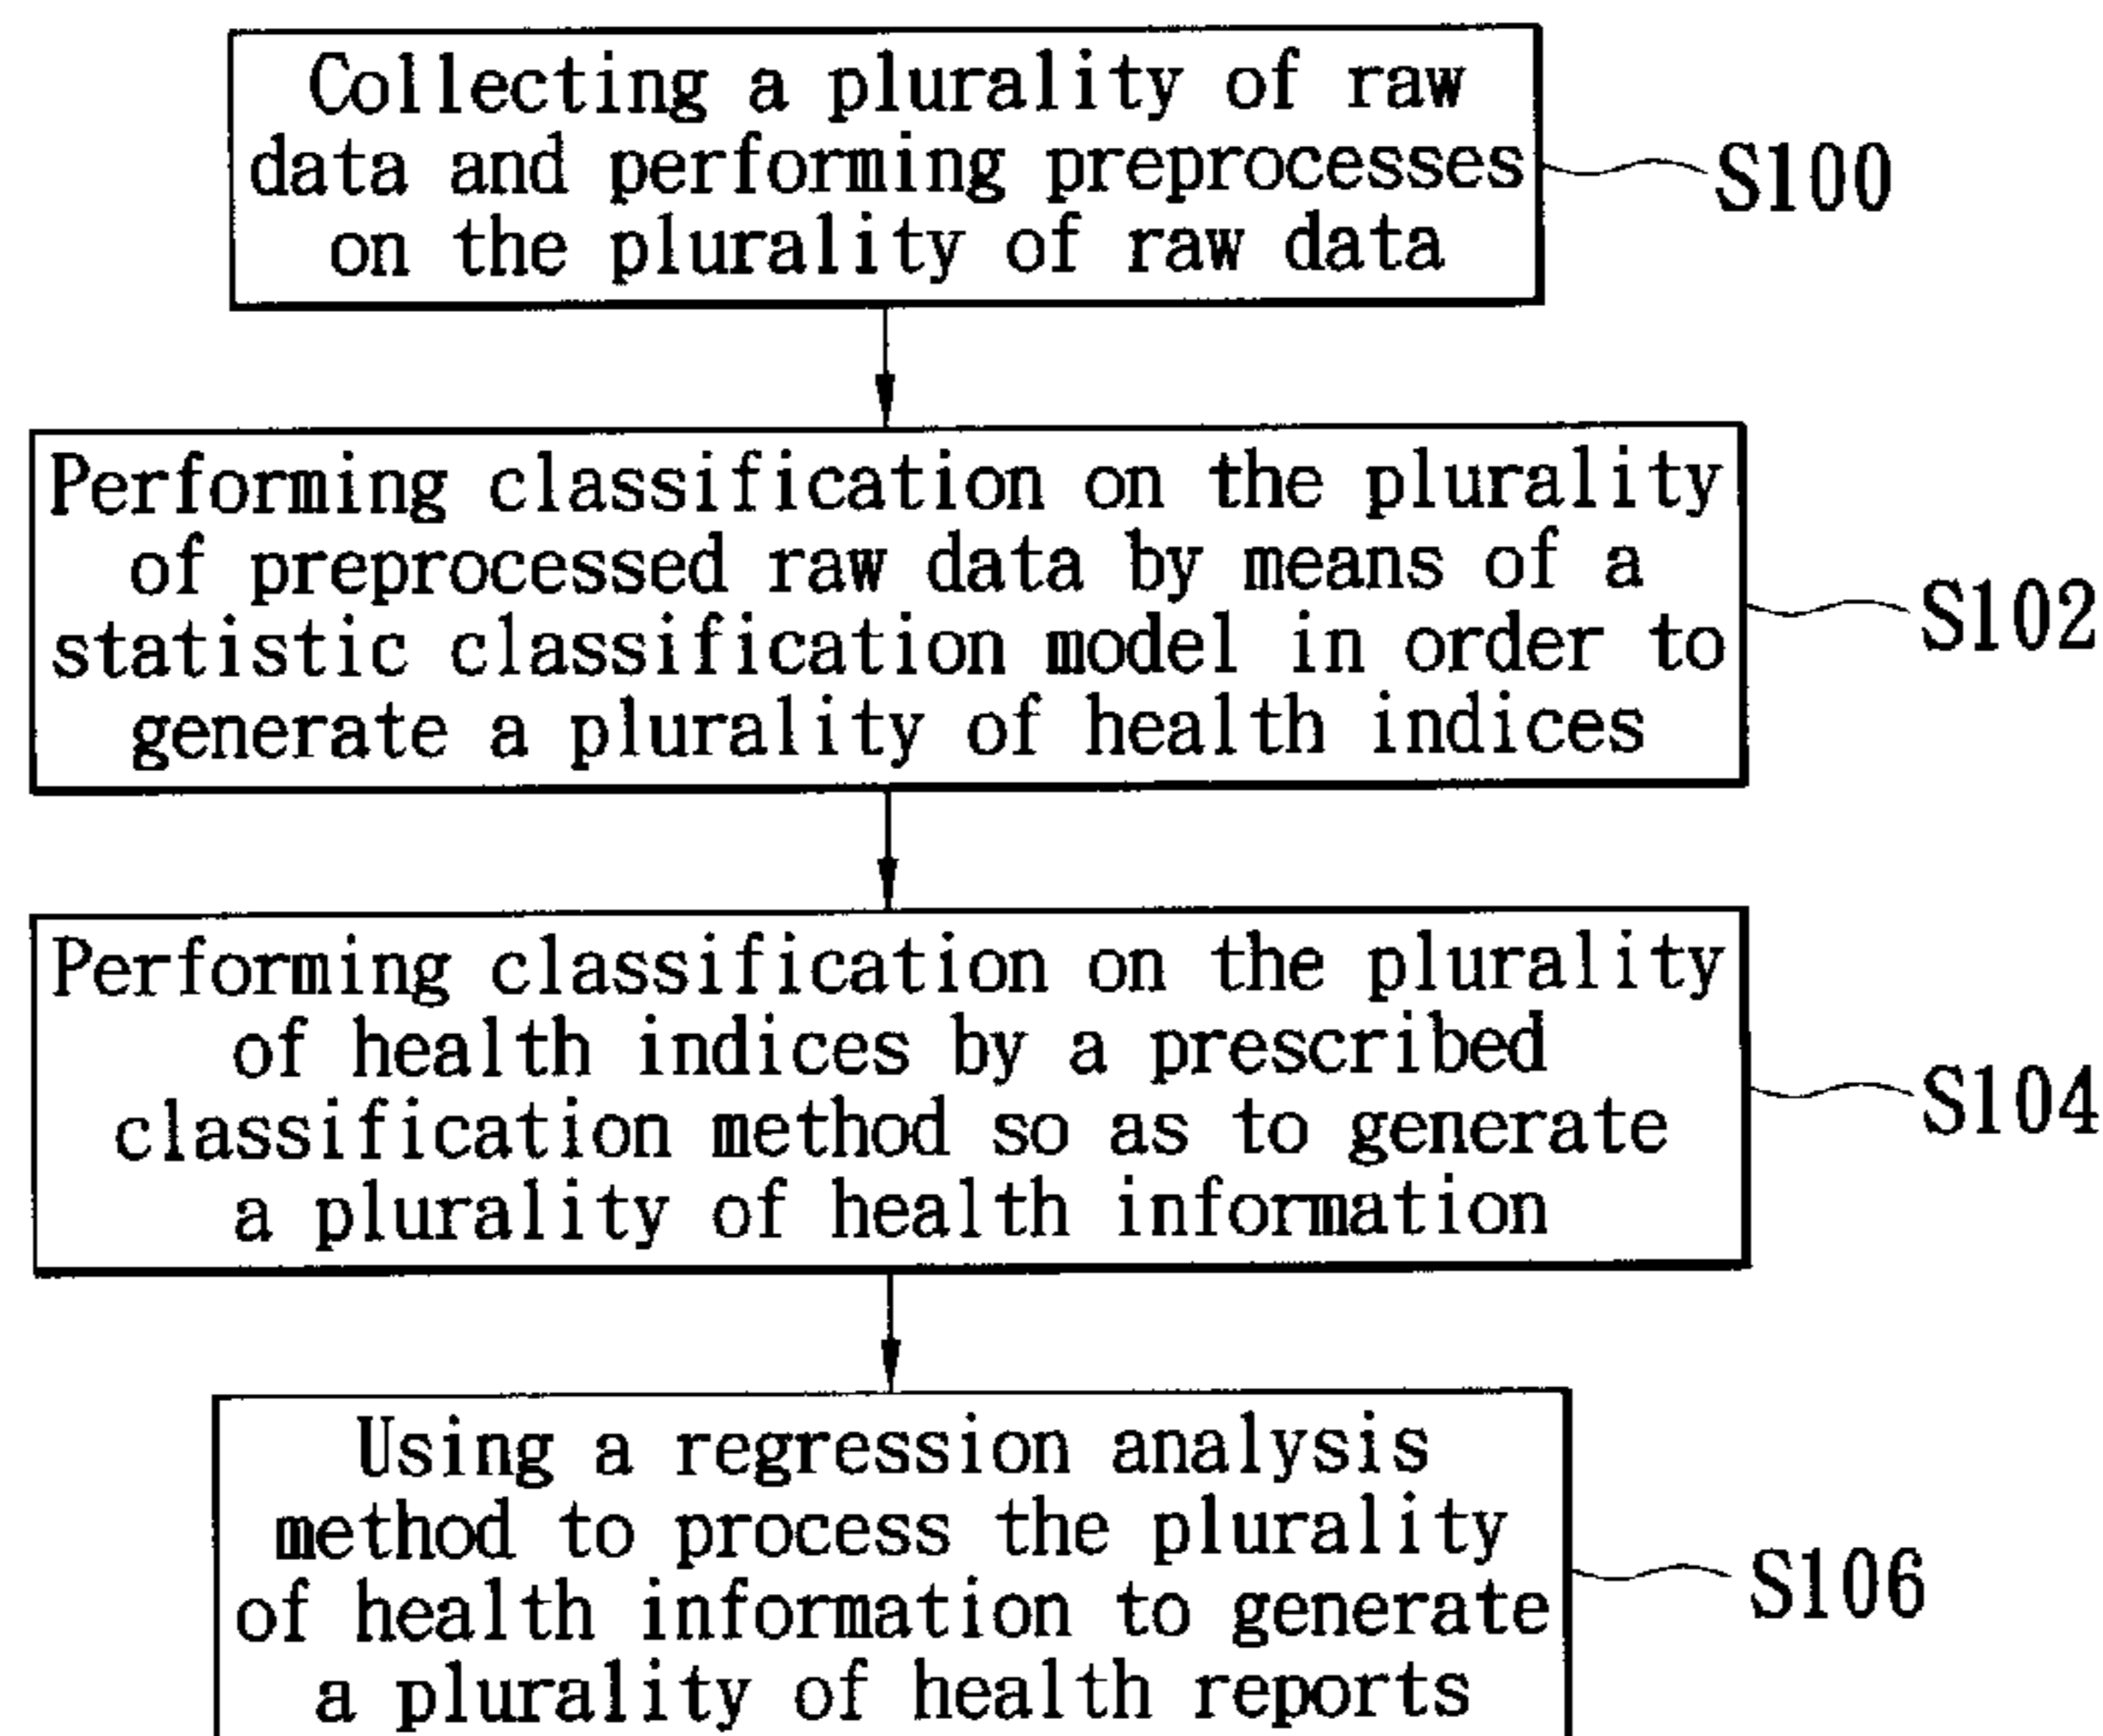 Collecting a plurality of raw
data and performing preprocesses
on the plurality of raw data
S100
Performing classification on the plurality
of preprocessed raw data by means of a
statistic classification model in order to
generate a plurality of health indices
S102
Performing classification on the plurality
of health indices by a prescribed
classification method so as to generate
a plurality of health information
S104
Using a regression analysis
method to process the plurality
of health information to generate
a plurality of health reports
S106